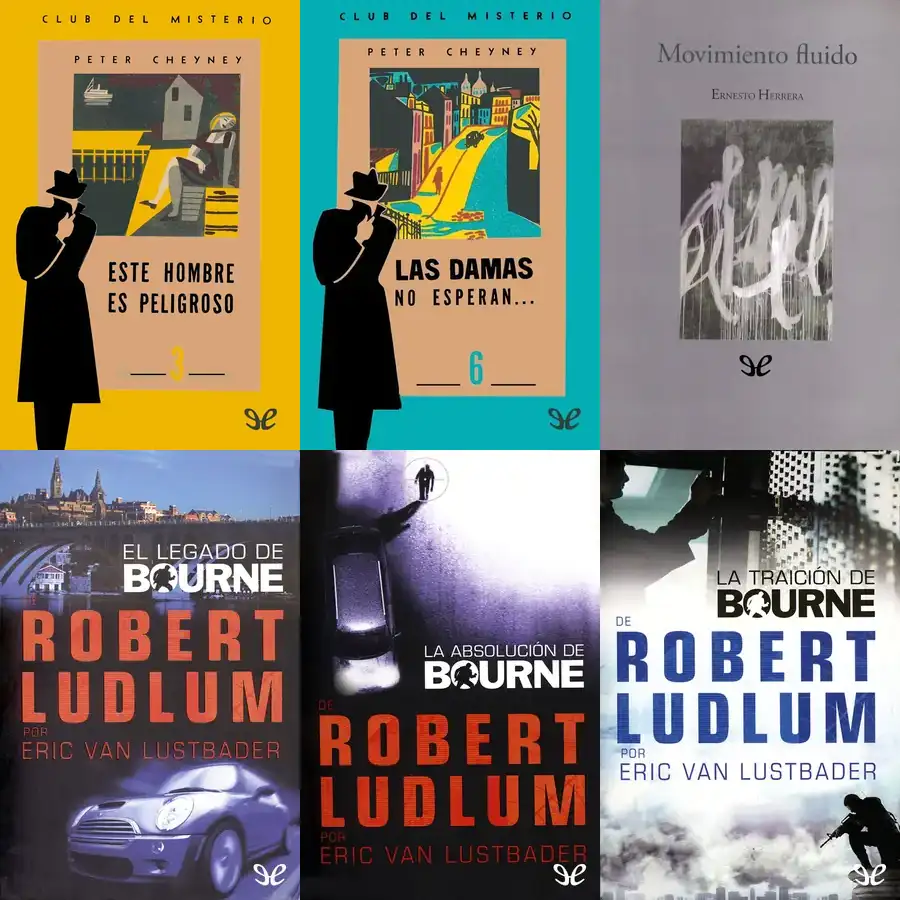 CLUB DEL MISTERIO
PETER CHEYNEY
ESTE HOMBRE
ES PELIGROSO
3
CLUB DEL MISTERIO
PETER CHEYNEY
LAS DAMAS
NO ESPERAN...
6
Movimiento fluido
ERNESTO HERRERA
EL LEGADO DE
BOURNE
DE
ROBERT
LUDLUM
POR
ERIC VAN LUSTBADER
LA ABSOLUCIÓN DE
BOURNE
DE
ROBERT
LUDLUM
POR
ERIC VAN LUSTBADER
LA TRAICIÓN DE
BOURNE
DE
ROBERT
LUDLUM
POR
ERIC VAN LUSTBADER